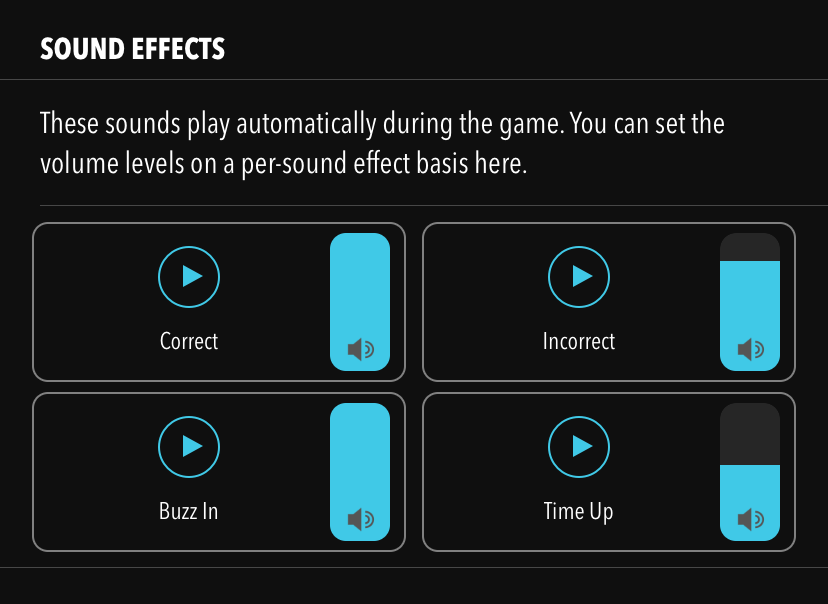 SOUND EFFECTS
These sounds play automatically during the game. You can set the
volume levels on a per-sound effect basis here.
Correct
Incorrect
Buzz In
Time Up